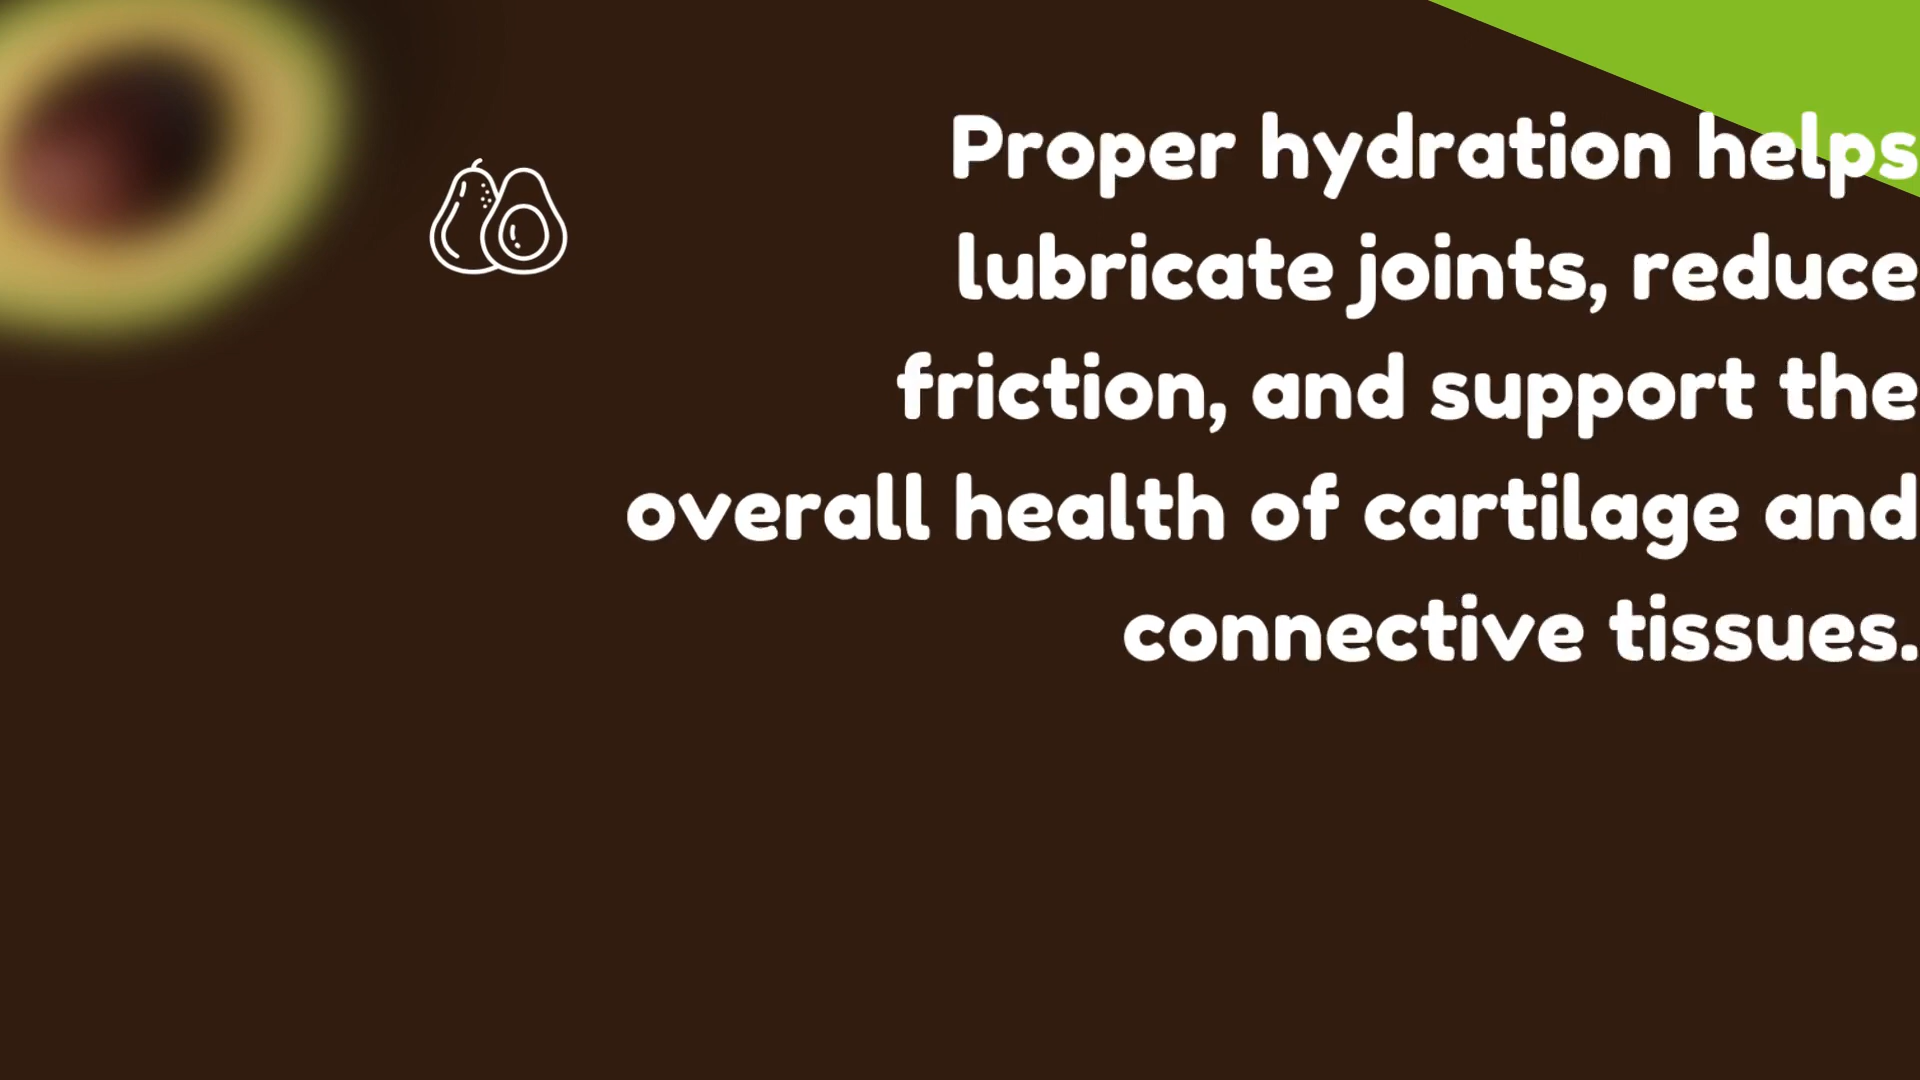 Proper hydration helps
lubricate joints, reduce
friction, and support the
overall health of cartilage and
connective tissues.